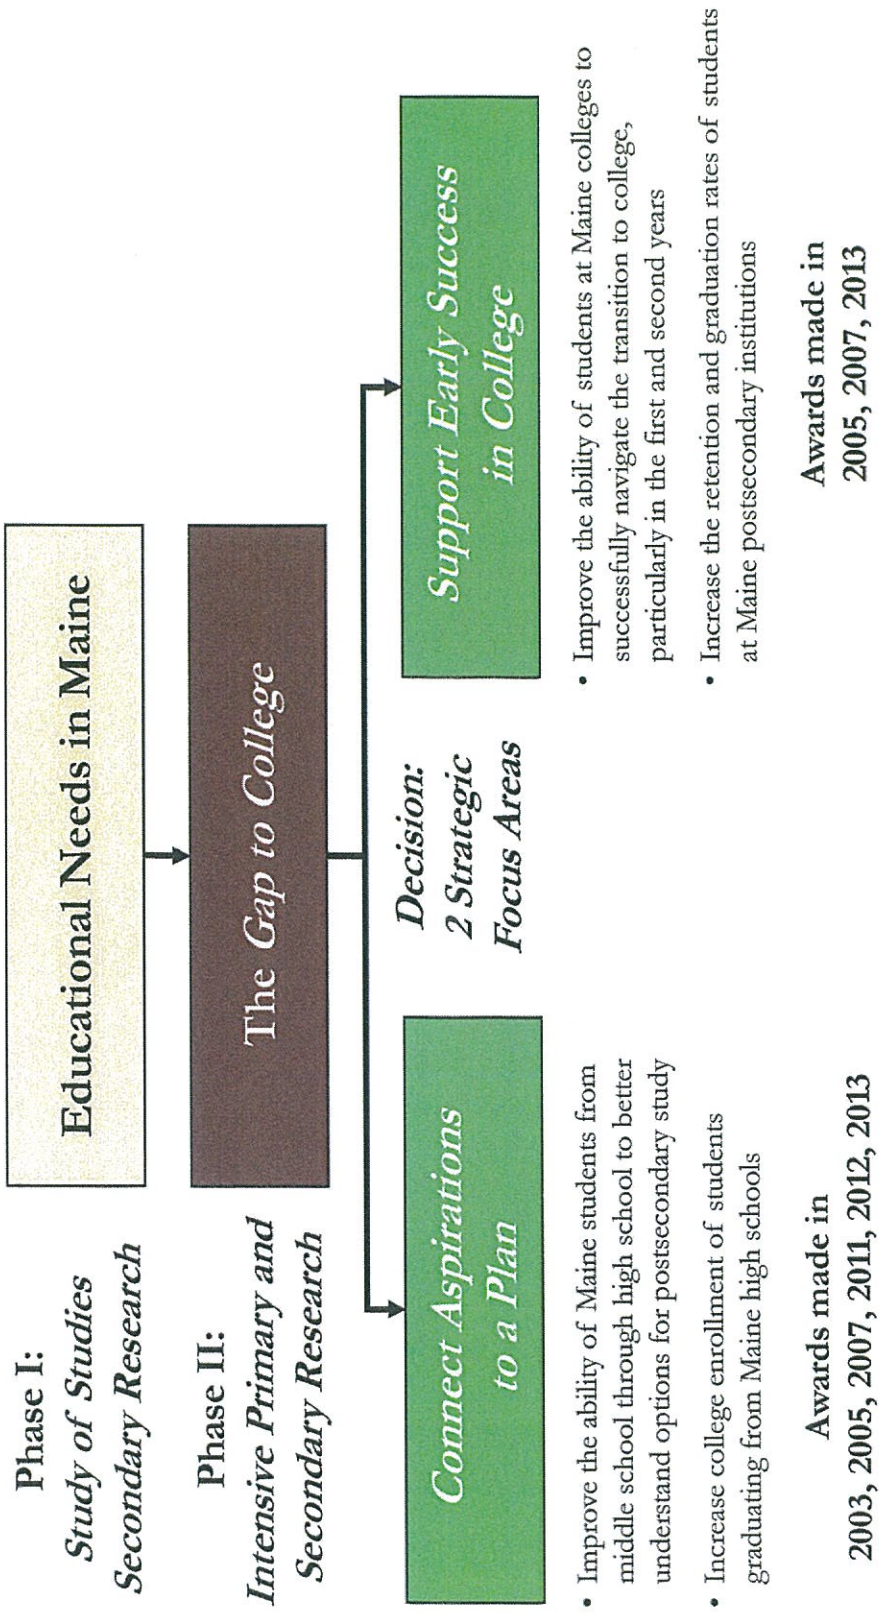 Phase I:
Study of Studies
Secondary Research
Educational Needs in Maine
Phase II:
Intensive Primary and
Secondary Research
The Gap to College
Decision:
2 Strategic
Focus Areas
Connect Aspirations
to a Plan
• Improve the ability of Maine students from
middle school through high school to better
understand options for postsecondary study
• Increase college enrollment of students
graduating from Maine high schools
Awards made in
2003, 2005, 2007, 2011, 2012, 2013
Support Early Success
in College
• Improve the ability of students at Maine colleges to
successfully navigate the transition to college,
particularly in the first and second years
• Increase the retention and graduation rates of students
at Maine postsecondary institutions
Awards made in
2005, 2007, 2013